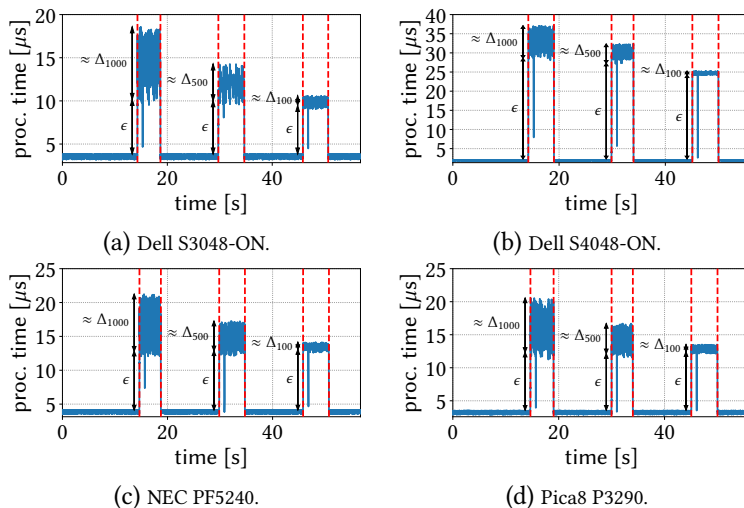 proc. time [μs]
20
15
10
5
≈ Δ1000
≈ Δ500
≈ Δ100
ϵ
ϵ
ϵ
0
20
40
time [s]
(a) Dell S3048-ON.
proc. time [μs]
40
35
30
25
20
15
10
5
≈ Δ1000
≈ Δ500
≈ Δ100
ϵ
ϵ
ϵ
0
20
40
time [s]
(b) Dell S4048-ON.
proc. time [μs]
25
20
15
10
5
≈ Δ1000
≈ Δ500
≈ Δ100
ϵ
ϵ
ϵ
0
20
40
time [s]
(c) NEC PF5240.
proc. time [μs]
25
20
15
10
5
≈ Δ1000
≈ Δ500
≈ Δ100
ϵ
ϵ
ϵ
0
20
40
time [s]
(d) Pica8 P3290.